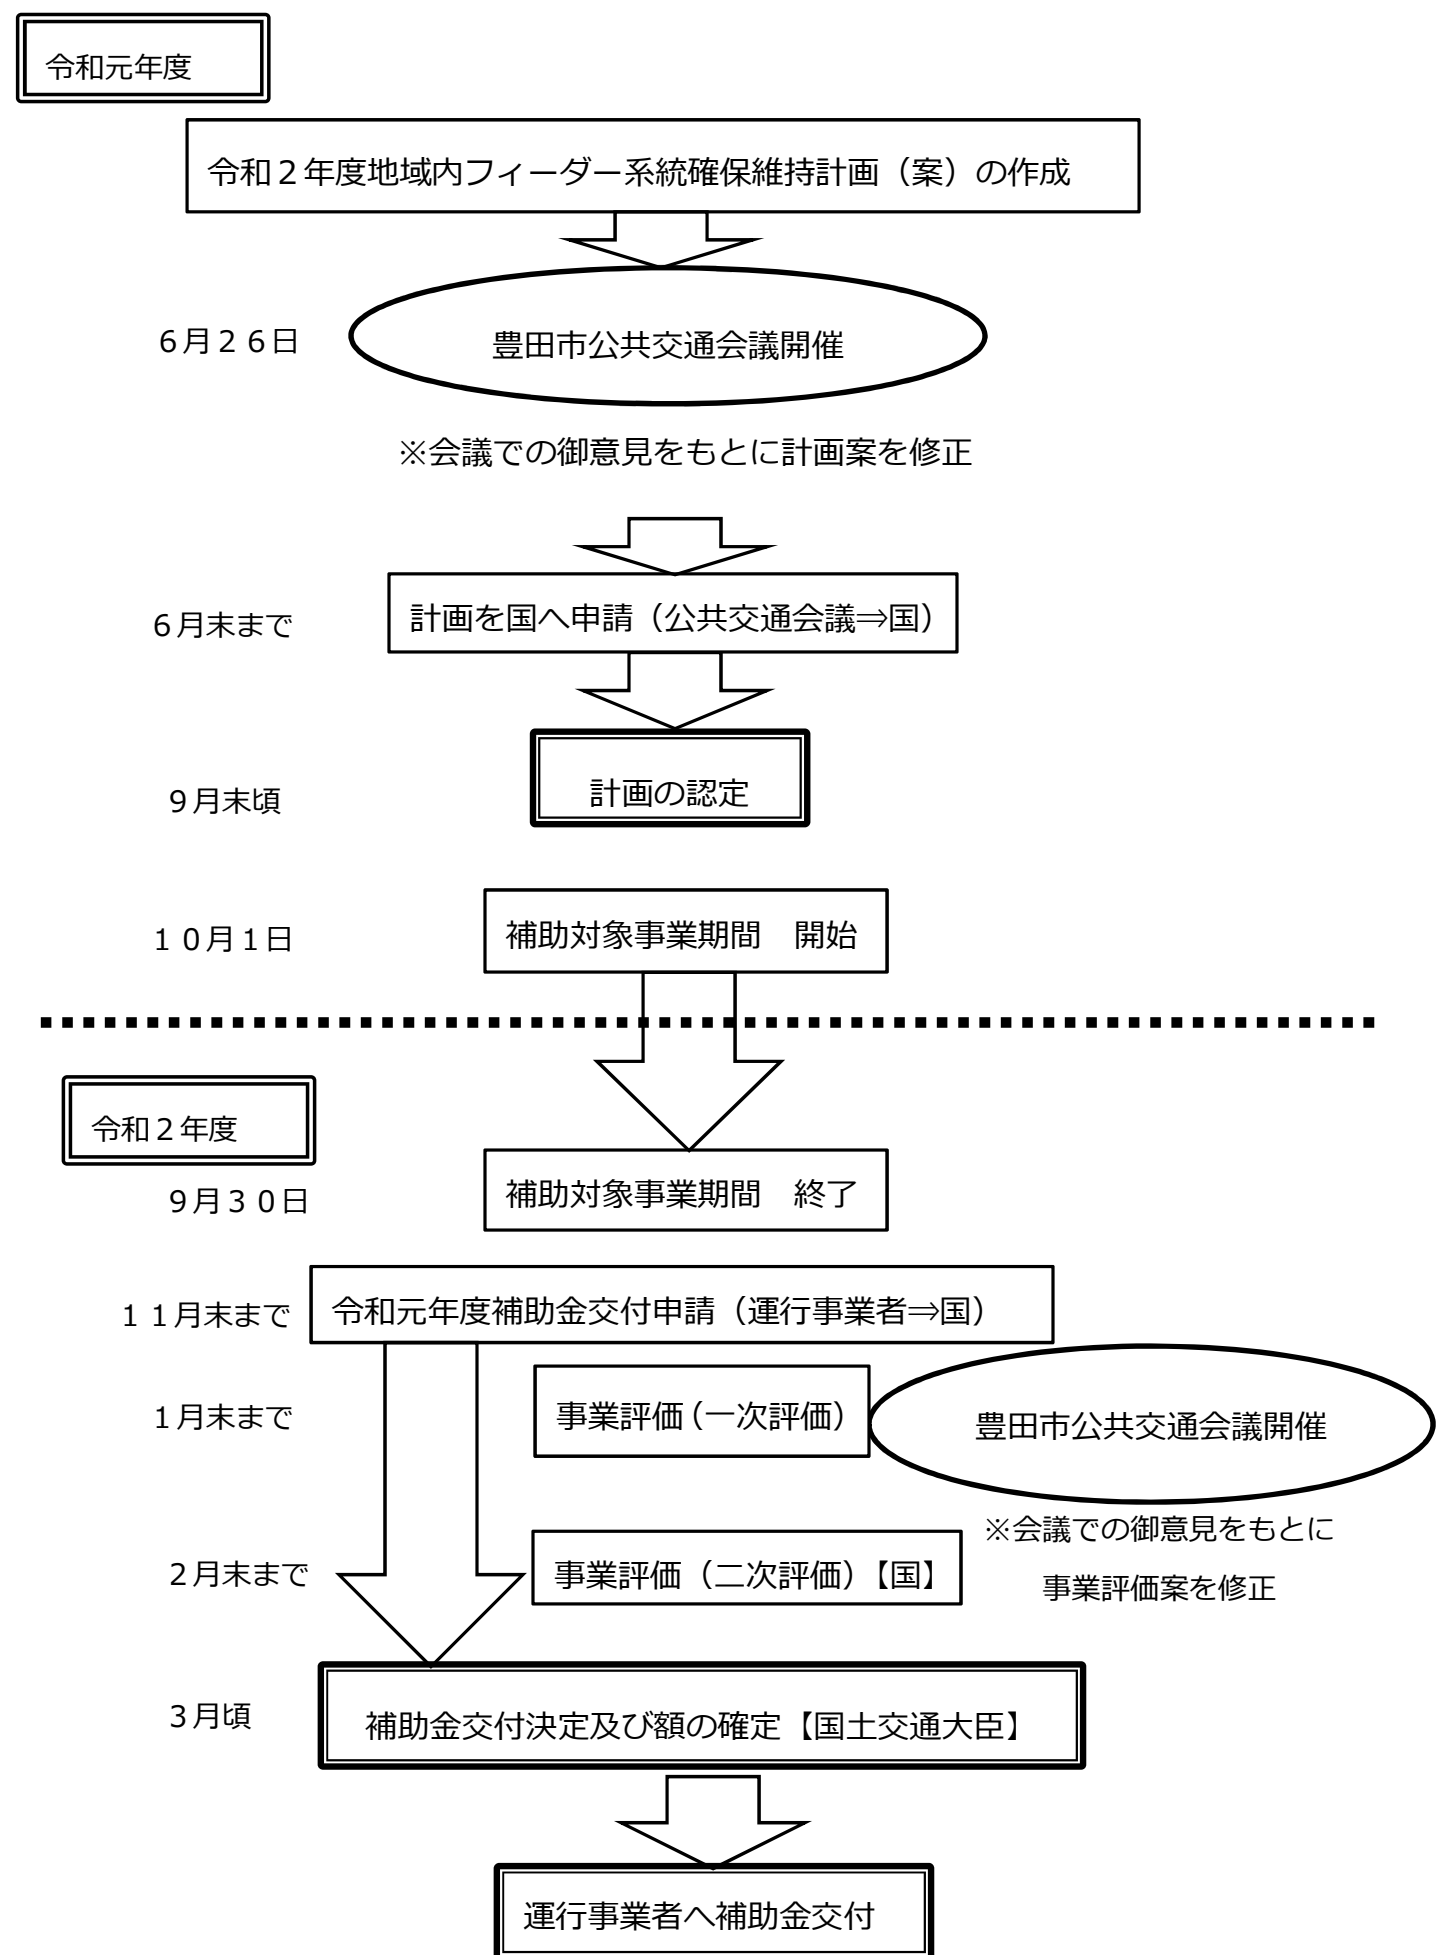 令和元年度
令和２年度地域内フィーダー系統確保維持計画（案）の作成
６月２６日
豊田市公共交通会議開催
※会議での御意見をもとに計画案を修正
６月末まで
計画を国へ申請（公共交通会議⇒国）
９月末頃
計画の認定
１０月１日
補助対象事業期間　開始
令和２年度
９月３０日
補助対象事業期間　終了
１１月末まで
令和元年度補助金交付申請（運行事業者⇒国）
１月末まで
事業評価（一次評価）
豊田市公共交通会議開催
※会議での御意見をもとに
事業評価案を修正
２月末まで
事業評価（二次評価）【国】
３月頃
補助金交付決定及び額の確定【国土交通大臣】
運行事業者へ補助金交付